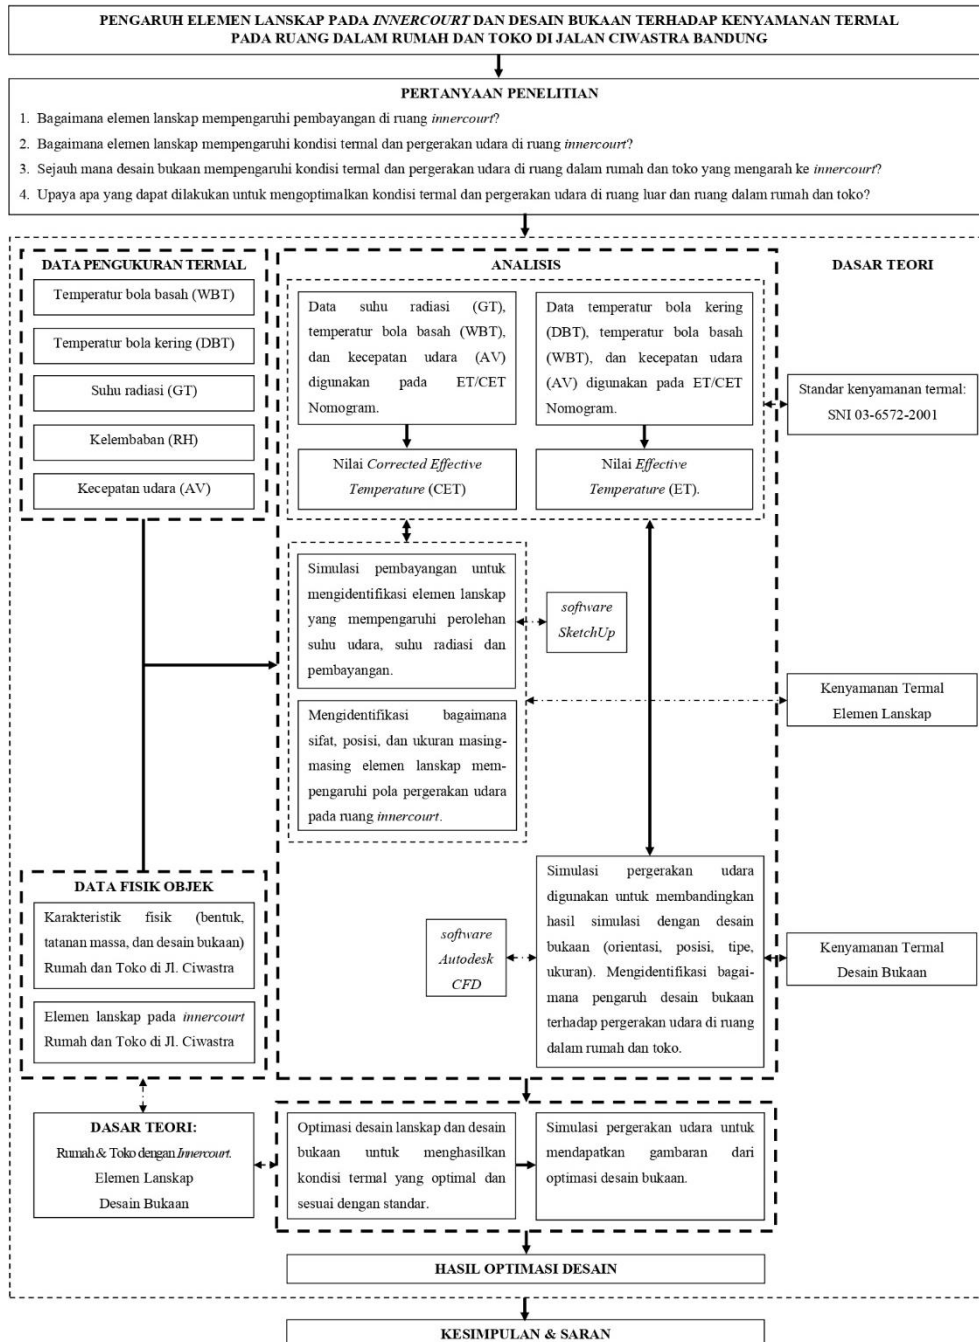 PENGARUH ELEMEN LANSKAP PADA INNERCOURT DAN DESAIN BUKAAN TERHADAP KENYAMANAN TERMAL
PADA RUANG DALAM RUMAH DAN TOKO DI JALAN CIWASTRA BANDUNG
PERTANYAAN PENELITIAN
1. Bagaimana elemen lanskap mempengaruhi pembayangan di ruang innercourt?
2. Bagaimana elemen lanskap mempengaruhi kondisi termal dan pergerakan udara di ruang innercourt?
3. Sejauh mana desain bukaan mempengaruhi kondisi termal dan pergerakan udara di ruang dalam rumah dan toko yang mengarah ke innercourt?
4. Upaya apa yang dapat dilakukan untuk mengoptimalkan kondisi termal dan pergerakan udara di ruang luar dan ruang dalam rumah dan toko?
DATA PENGUKURAN TERMAL
Temperatur bola basah (WBT)
Temperatur bola kering (DBT)
Suhu radiasi (GT)
Kelembaban (RH)
Kecepatan udara (AV)
ANALISIS
Data suhu radiasi (GT),
temperatur bola basah (WBT),
dan kecepatan udara (AV)
digunakan pada ET/CET
Nomogram.
Data temperatur bola kering
(DBT), temperatur bola basah
(WBT), dan kecepatan udara
(AV) digunakan pada ET/CET
Nomogram.
Nilai Corrected Effective
Temperature (CET)
Nilai Effective
Temperature (ET).
DASAR TEORI
Standar kenyamanan termal:
SNI 03-6572-2001
Simulasi pembayangan untuk
mengidentifikasi elemen lanskap
yang mempengaruhi perolehan
suhu udara, suhu radiasi dan
pembayangan.
software
SketchUp
Mengidentifikasi bagaimana
sifat, posisi, dan ukuran masing-
masing elemen lanskap mem-
pengaruhi pola pergerakan udara
pada ruang innercourt.
Kenyamanan Termal
Elemen Lanskap
DATA FISIK OBJEK
Karakteristik fisik (bentuk,
tatanan massa, dan desain bukaan)
Rumah dan Toko di Jl. Ciwastra
Elemen lanskap pada innercourt
Rumah dan Toko di Jl. Ciwastra
software
Autodesk
CFD
Simulasi pergerakan udara
digunakan untuk membandingkan
hasil simulasi dengan desain
bukaan (orientasi, posisi, tipe,
ukuran). Mengidentifikasi bagai-
mana pengaruh desain bukaan
terhadap pergerakan udara di ruang
dalam rumah dan toko.
Kenyamanan Termal
Desain Bukaan
DASAR TEORI:
Rumah & Toko dengan Innercourt.
Elemen Lanskap
Desain Bukaan
Optimasi desain lanskap dan desain
bukaan untuk menghasilkan
kondisi termal yang optimal dan
sesuai dengan standar.
Simulasi pergerakan udara untuk
mendapatkan gambaran dari
optimasi desain bukaan.
HASIL OPTIMASI DESAIN
KESIMPULAN & SARAN